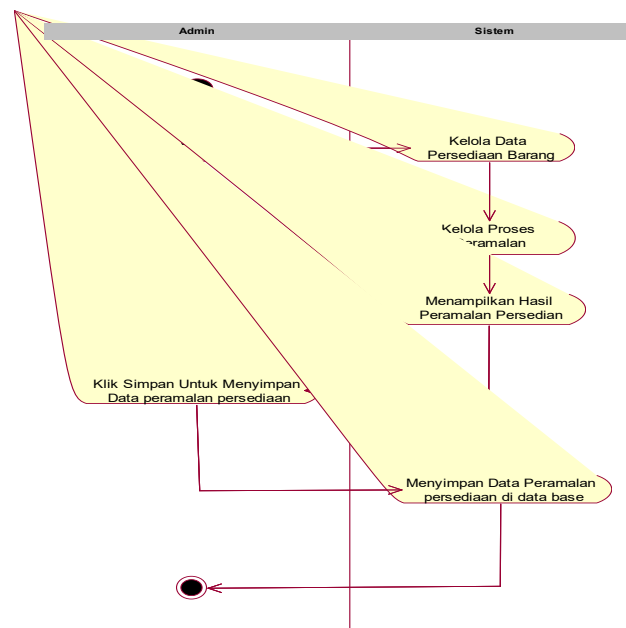 Admin
Sistem
Kelola Data
Persediaan Barang
Kelola Proses
Menampilkan Hasil
Peramalan Persedian
Klik Simpan Untuk Menyimpan
Data peramalan persediaan
Menyimpan Data Peramalan
persediaan di data base